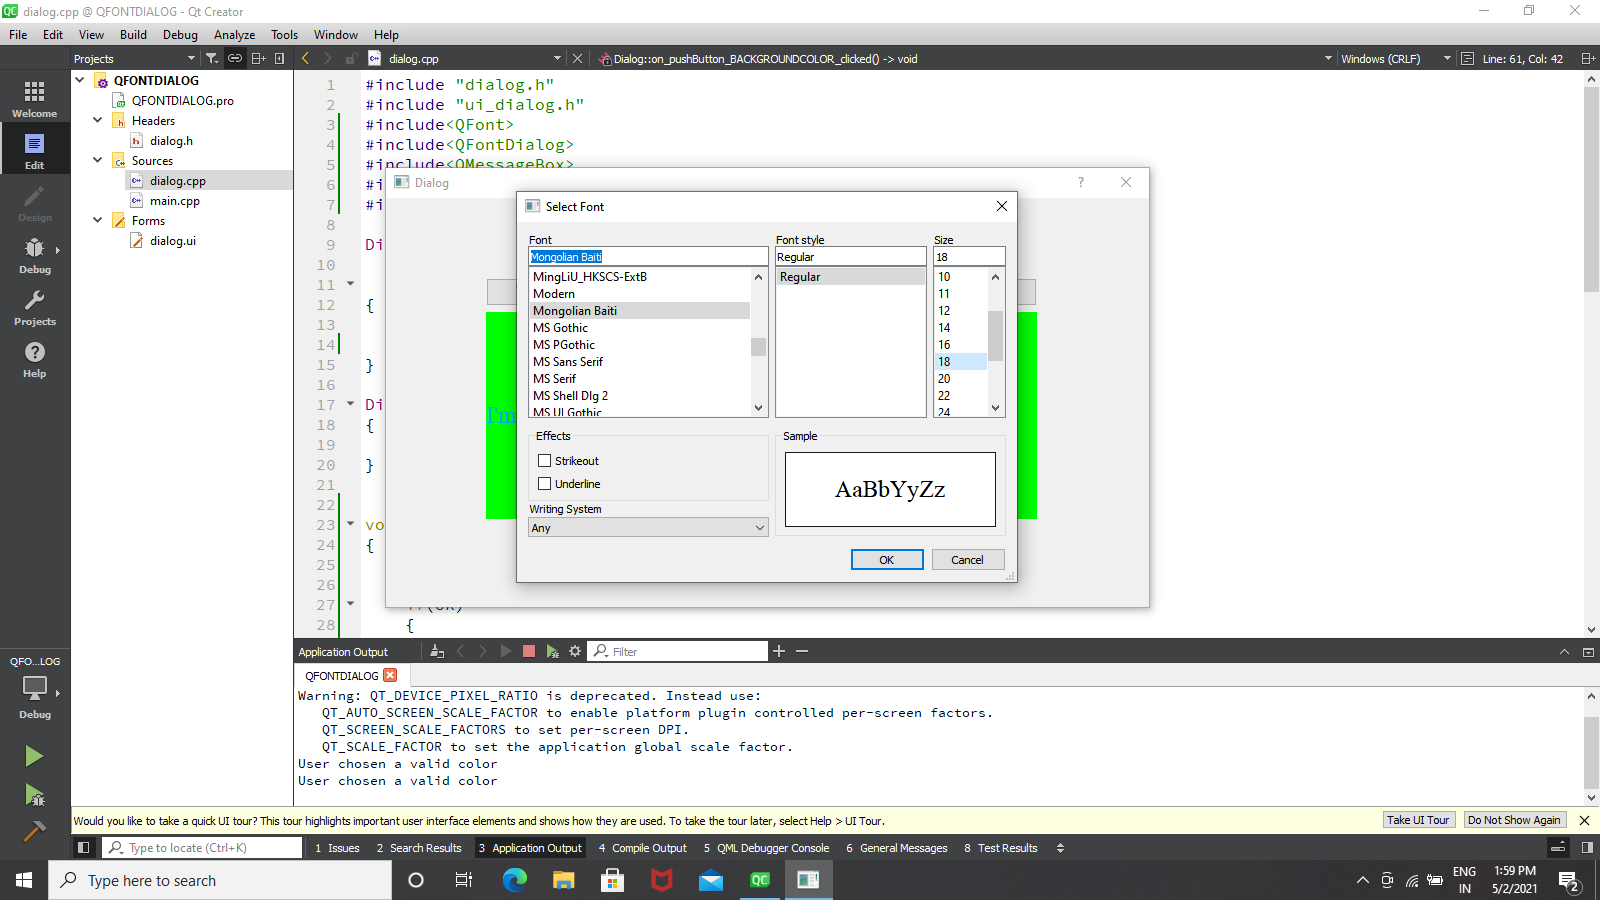 dialog.cpp @ QFONTDIALOG - Qt Creator
File Edit View Build Debug Analyze Tools Window Help
Projects
dialog.cpp
Dialog::on_pushButton_BACKGROUNDCOLOR_clicked() -> void
Windows (CRLF)
Line: 61, Col: 42
Welcome
Edit
Design
Debug
Projects
Help
QFO...LOG
Debug
QFONTDIALOG
QFONTDIALOG.pro
Headers
dialog.h
Sources
dialog.cpp
main.cpp
Forms
dialog.ui
1 #include "dialog.h"
2 #include "ui_dialog.h"
3 #include<QFont>
4 #include<QFontDialog>
5 #include<QMessageBox>
6 #i
7 #i
8
9 Di
10
11
12 {
13
14
15 }
16
17 Di
18 {
19
20 }
21
22
23 vo
24 {
25
26
27 if(ok)
28 {
Dialog
?
I'm
Select Font
Font
Mongolian Baiti
MingLiU_HKSCS-ExtB
Modern
Mongolian Baiti
MS Gothic
MS PGothic
MS Sans Serif
MS Serif
MS Shell Dlg 2
MS UI Gothic
Font style
Regular
Regular
Size
18
10
11
12
14
16
18
20
22
24
Effects
Strikeout
Underline
Writing System
Any
Sample
AaBbYyZz
OK
Cancel
Application Output
Filter
QFONTDIALOG
Warning: QT_DEVICE_PIXEL_RATIO is deprecated. Instead use:
QT_AUTO_SCREEN_SCALE_FACTOR to enable platform plugin controlled per-screen factors.
QT_SCREEN_SCALE_FACTORS to set per-screen DPI.
QT_SCALE_FACTOR to set the application global scale factor.
User chosen a valid color
User chosen a valid color
Would you like to take a quick UI tour? This tour highlights important user interface elements and shows how they are used. To take the tour later, select Help > UI Tour.
Take UI Tour
Do Not Show Again
Type to locate (Ctrl+K)
1 Issues 2 Search Results 3 Application Output 4 Compile Output 5 QML Debugger Console 6 General Messages 8 Test Results
Type here to search
QC
ENG
IN
1:59 PM
5/2/2021
2